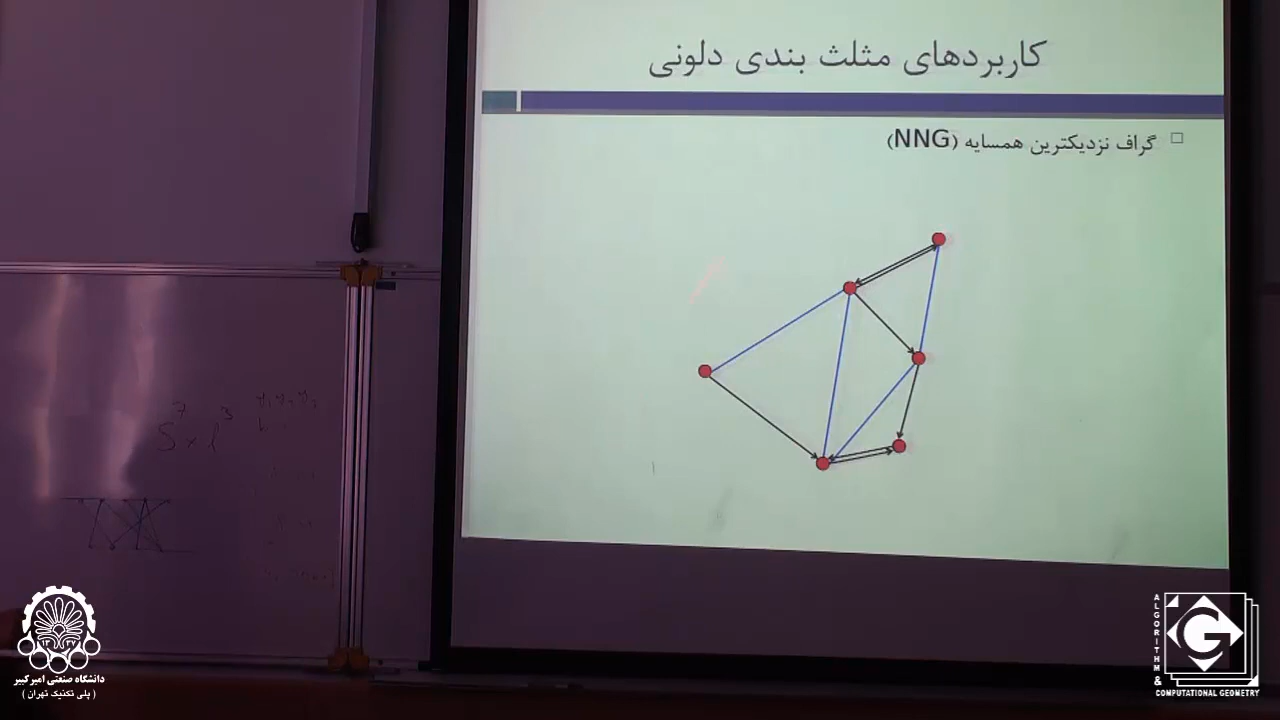 کاربردهای مثلث بندی دلونی
گراف نزدیکترین همسایه (NNG)
دانشگاه صنعتی امیرکبیر
( پلی تکنیک تهران )
ALGORITHM &
COMPUTATIONAL GEOMETRY
G